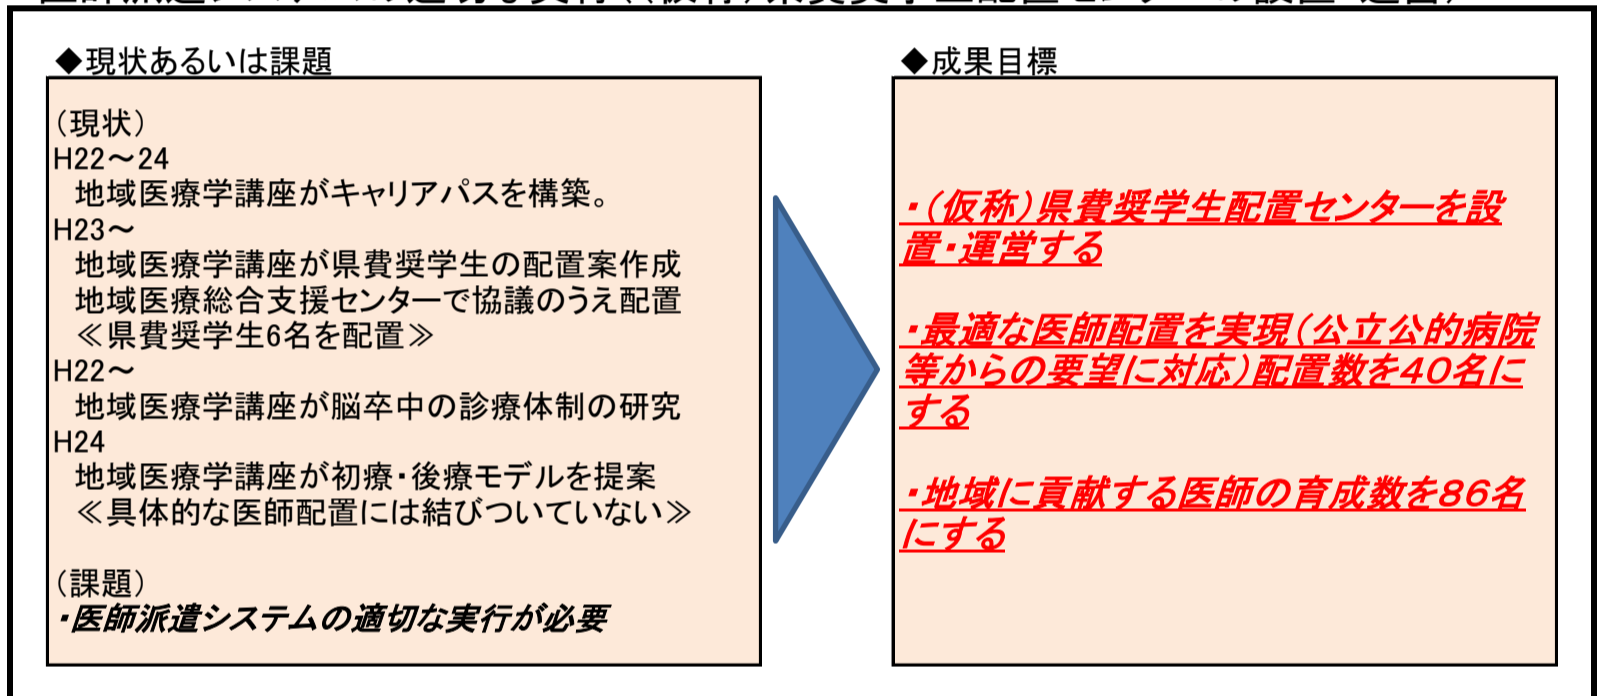 ◆現状あるいは課題
(現状)
H22～24
地域医療学講座がキャリアパスを構築。
H23～
地域医療学講座が県費奨学生の配置案作成
地域医療総合支援センターで協議のうえ配置
≪県費奨学生6名を配置≫
H22～
地域医療学講座が脳卒中の診療体制の研究
H24
地域医療学講座が初療・後療モデルを提案
≪具体的な医師配置には結びついていない≫
(課題)
・医師派遣システムの適切な実行が必要
◆成果目標
・(仮称)県費奨学生配置センターを設
置・運営する
・最適な医師配置を実現(公立公的病院
等からの要望に対応)配置数を40名に
する
・地域に貢献する医師の育成数を86名
にする